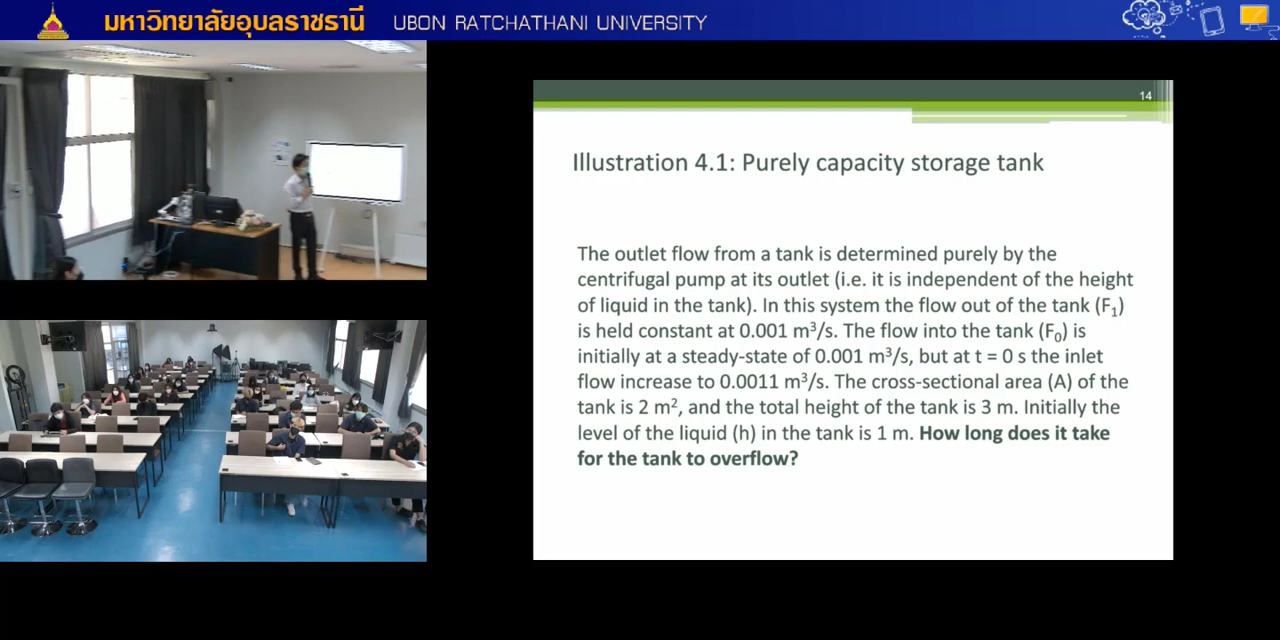 มหาวิทยาลัยอุบลราชธานี UBON RATCHATHANI UNIVERSITY
14
Illustration 4.1: Purely capacity storage tank
The outlet flow from a tank is determined purely by the
centrifugal pump at its outlet (i.e. it is independent of the height
of liquid in the tank). In this system the flow out of the tank (F₁)
is held constant at 0.001 m³/s. The flow into the tank (F₀) is
initially at a steady-state of 0.001 m³/s, but at t = 0 s the inlet
flow increase to 0.0011 m³/s. The cross-sectional area (A) of the
tank is 2 m², and the total height of the tank is 3 m. Initially the
level of the liquid (h) in the tank is 1 m. How long does it take
for the tank to overflow?